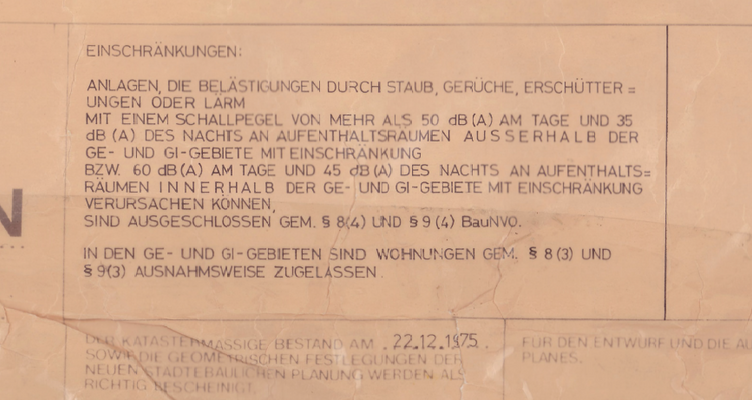 EINSCHRÄNKUNGEN:
ANLAGEN, DIE BELÄSTIGUNGEN DURCH STAUB, GERÜCHE, ERSCHÜTTER =
UNGEN ODER LÄRM
MIT EINEM SCHALLPEGEL VON MEHR ALS 50 dB (A) AM TAGE UND 35
dB (A) DES NACHTS AN AUFENTHALTSRÄUMEN AUSSERHALB DER
GE- UND GI-GEBIETE MIT EINSCHRÄNKUNG
BZW. 60 dB (A) AM TAGE UND 45 dB (A) DES NACHTS AN AUFENTHALTS=
RÄUMEN INNERHALB DER GE- UND GI-GEBIETE MIT EINSCHRÄNKUNG
VERURSACHEN KÖNNEN,
SIND AUSGESCHLOSSEN GEM. § 8(4) UND § 9 (4) BauNVO.
IN DEN GE- UND GI-GEBIETEN SIND WOHNUNGEN GEM. § 8 (3) UND
§ 9(3) AUSNAHMSWEISE ZUGELASSEN.
N
DER KATASTERMÄSSIGE BESTAND AM 22.12.1975.
SOWIE DIE GEOMETRISCHEN FESTLEGUNGEN DER
NEUEN STÄDTEBAULICHEN PLANUNG WERDEN ALS
RICHTIG BESCHEINIGT.
FÜR DEN ENTWURF UND DIE AU
PLANES.